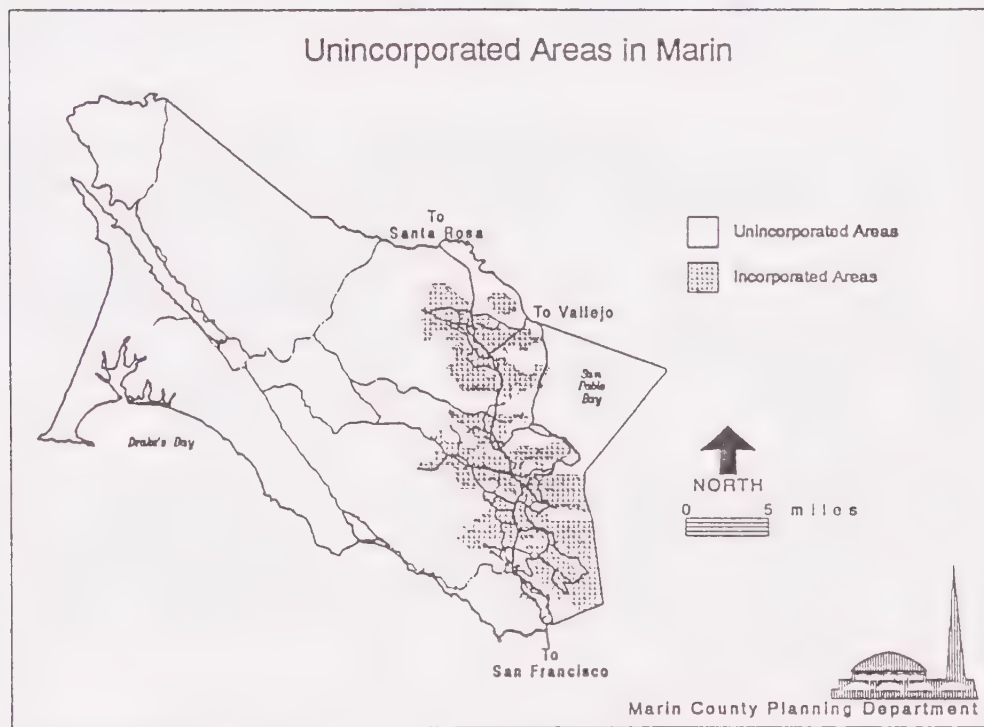 Unincorporated Areas in Marin
To
Santa Rosa
Unincorporated Areas
Incorporated Areas
To Vallejo
San
Pablo
Bay
Drake's Bay
NORTH
0 5 miles
To
San Francisco
Marin County Planning Department